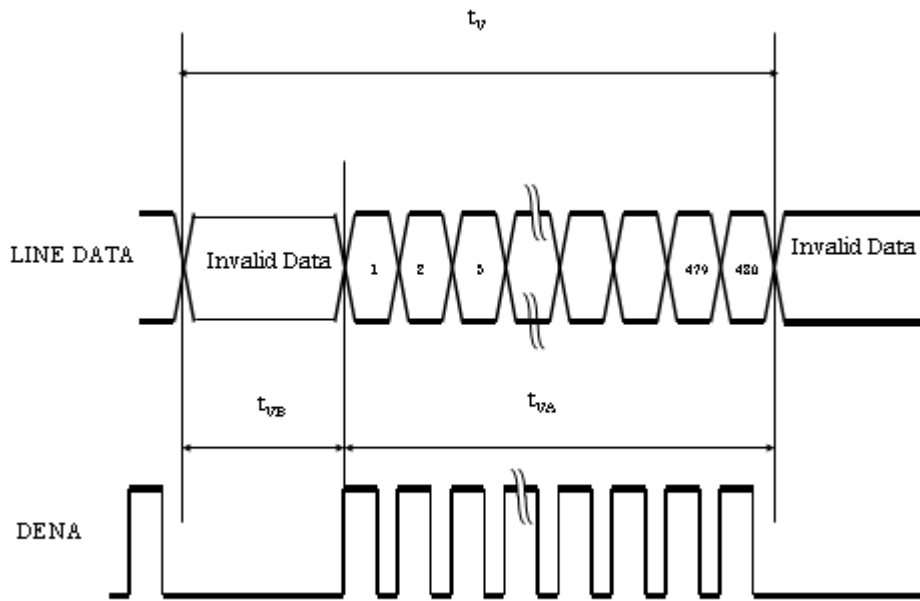 tV
LINE DATA
Invalid Data
1
2
3
479
480
Invalid Data
tVB
tVA
DENA